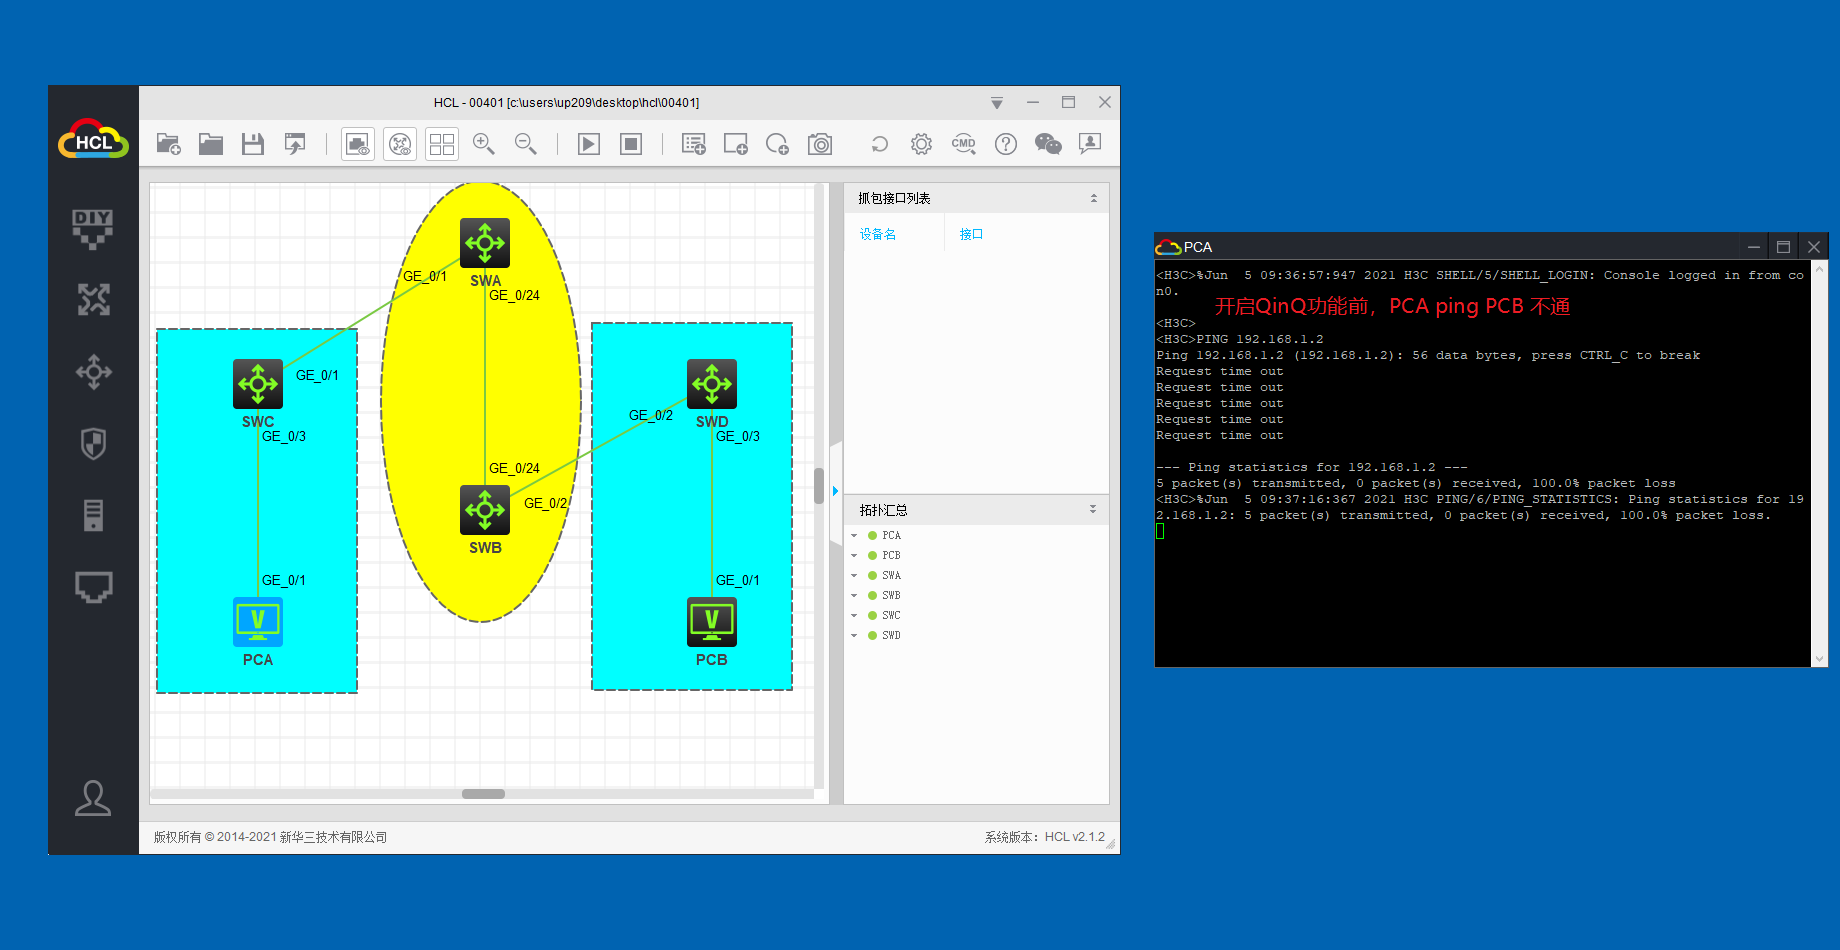 HCL - 00401 [c:\users\up209\desktop\hcl\00401]
HCL
DIY
CMD
SWA
GE_0/1
GE_0/24
SWC
GE_0/1
GE_0/3
SWD
GE_0/2
GE_0/3
GE_0/24
GE_0/2
SWB
GE_0/1
PCA
GE_0/1
PCB
抓包接口列表
设备名 接口
拓扑汇总
PCA
PCB
SWA
SWB
SWC
SWD
版权所有 © 2014-2021 新华三技术有限公司
系统版本：HCL v2.1.2
PCA
<H3C>%Jun  5 09:36:57:947 2021 H3C SHELL/5/SHELL_LOGIN: Console logged in from co
n0.
开启QinQ功能前，PCA ping PCB 不通
<H3C>
<H3C>PING 192.168.1.2
Ping 192.168.1.2 (192.168.1.2): 56 data bytes, press CTRL_C to break
Request time out
Request time out
Request time out
Request time out
Request time out
--- Ping statistics for 192.168.1.2 ---
5 packet(s) transmitted, 0 packet(s) received, 100.0% packet loss
<H3C>%Jun  5 09:37:16:367 2021 H3C PING/6/PING_STATISTICS: Ping statistics for 19
2.168.1.2: 5 packet(s) transmitted, 0 packet(s) received, 100.0% packet loss.